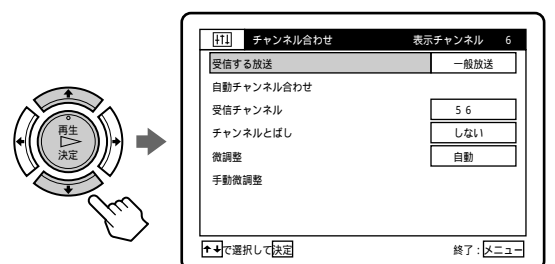 チャンネル合わせ 表示チャンネル 6
受信する放送 一般放送
自動チャンネル合わせ
受信チャンネル 56
チャンネルとばし しない
微調整 自動
手動微調整
で選択して決定 終了:メニュー
再生
決定